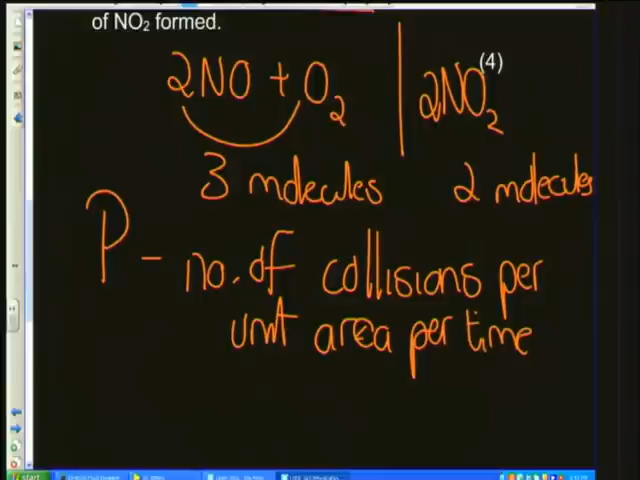 of NO₂ formed.
(4)
2NO + O₂ | 2NO₂
3 molecules 2 molecules
P - no. of collisions per
unit area per time
start